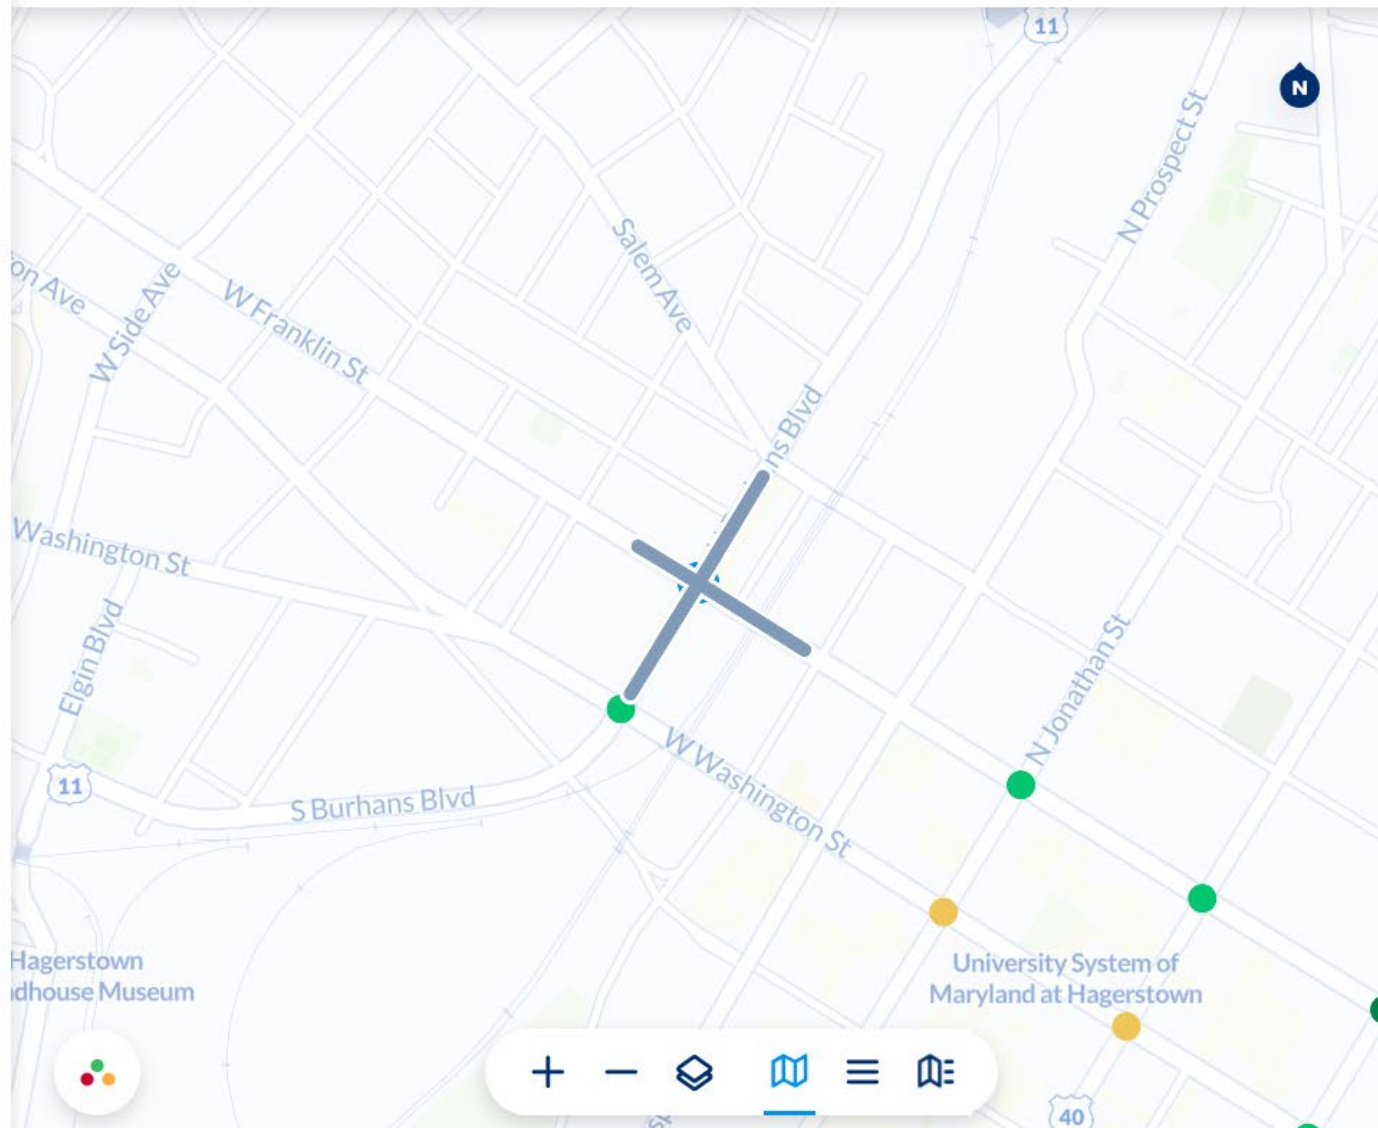 11
N
N Prospect St
Salem Ave
on Ave
W Side Ave
W Franklin St
ns Blvd
Washington St
Elgin Blvd
N Jonathan St
W Washington St
11
S Burhans Blvd
Hagerstown
dhouse Museum
University System of
Maryland at Hagerstown
40